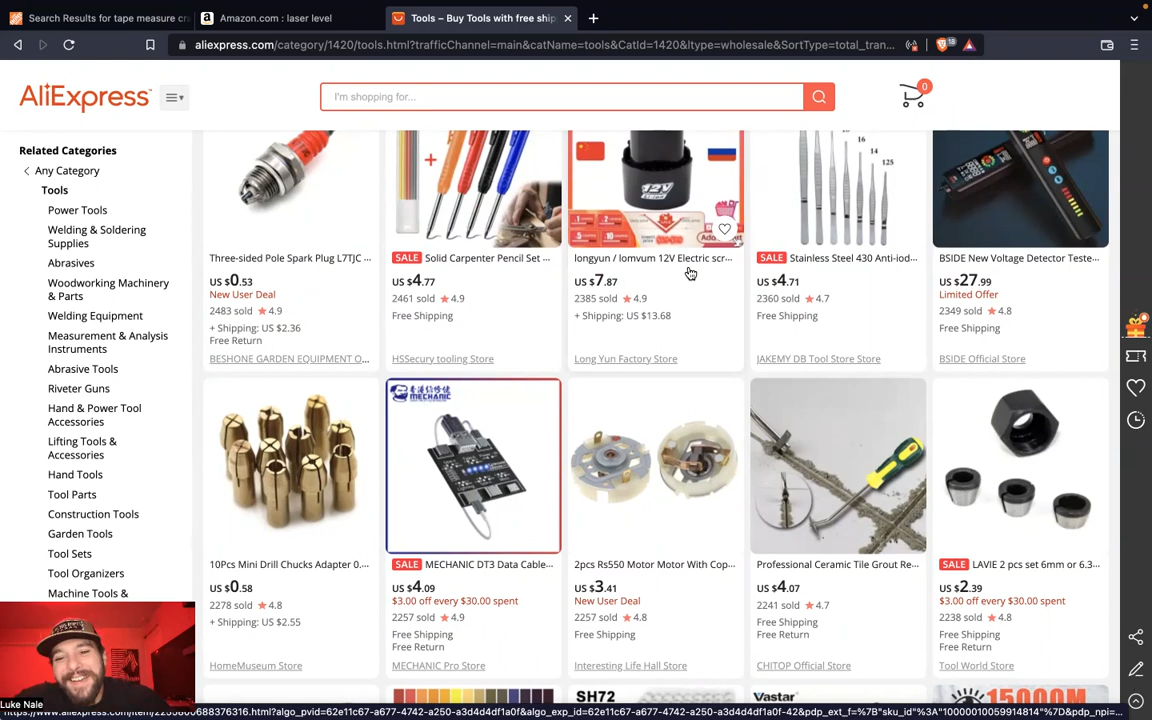 Search Results for tape measure cra
Amazon.com : laser level
Tools – Buy Tools with free ship
aliexpress.com/category/1420/tools.html?trafficChannel=main&catName=tools&CatId=1420&ltype=wholesale&SortType=total_tran...
18
AliExpress
I'm shopping for...
0
Related Categories
Any Category
Tools
Power Tools
Welding & Soldering
Supplies
Abrasives
Woodworking Machinery
& Parts
Welding Equipment
Measurement & Analysis
Instruments
Abrasive Tools
Riveter Guns
Hand & Power Tool
Accessories
Lifting Tools &
Accessories
Hand Tools
Tool Parts
Construction Tools
Garden Tools
Tool Sets
Tool Organizers
Machine Tools &
Three-sided Pole Spark Plug L7TJC ...
US $0.53
New User Deal
2483 sold ★ 4.9
+ Shipping: US $2.36
Free Return
BESHONE GARDEN EQUIPMENT O...
SALE Solid Carpenter Pencil Set ...
US $4.77
2461 sold ★ 4.9
Free Shipping
HSSecury tooling Store
12V
longyun / lomvum 12V Electric scr...
US $7.87
2385 sold ★ 4.9
+ Shipping: US $13.68
Long Yun Factory Store
16
14
125
SALE Stainless Steel 430 Anti-iod...
US $4.71
2360 sold ★ 4.7
Free Shipping
JAKEMY DB Tool Store Store
BSIDE New Voltage Detector Teste...
US $27.99
Limited Offer
2349 sold ★ 4.8
Free Shipping
BSIDE Official Store
10Pcs Mini Drill Chucks Adapter 0....
US $0.58
2278 sold ★ 4.8
+ Shipping: US $2.55
HomeMuseum Store
MECHANIC
SALE MECHANIC DT3 Data Cable...
US $4.09
$3.00 off every $30.00 spent
2257 sold ★ 4.9
Free Shipping
Free Return
MECHANIC Pro Store
2pcs Rs550 Motor Motor With Cop...
US $3.41
New User Deal
2257 sold ★ 4.8
Free Shipping
Interesting Life Hall Store
Professional Ceramic Tile Grout Re...
US $4.07
2241 sold ★ 4.7
Free Shipping
Free Return
CHITOP Official Store
SALE LAVIE 2 pcs set 6mm or 6.3...
US $2.39
$3.00 off every $30.00 spent
2238 sold ★ 4.8
Free Shipping
Free Return
Tool World Store
SH72
Vastar
15000M
Luke Nale